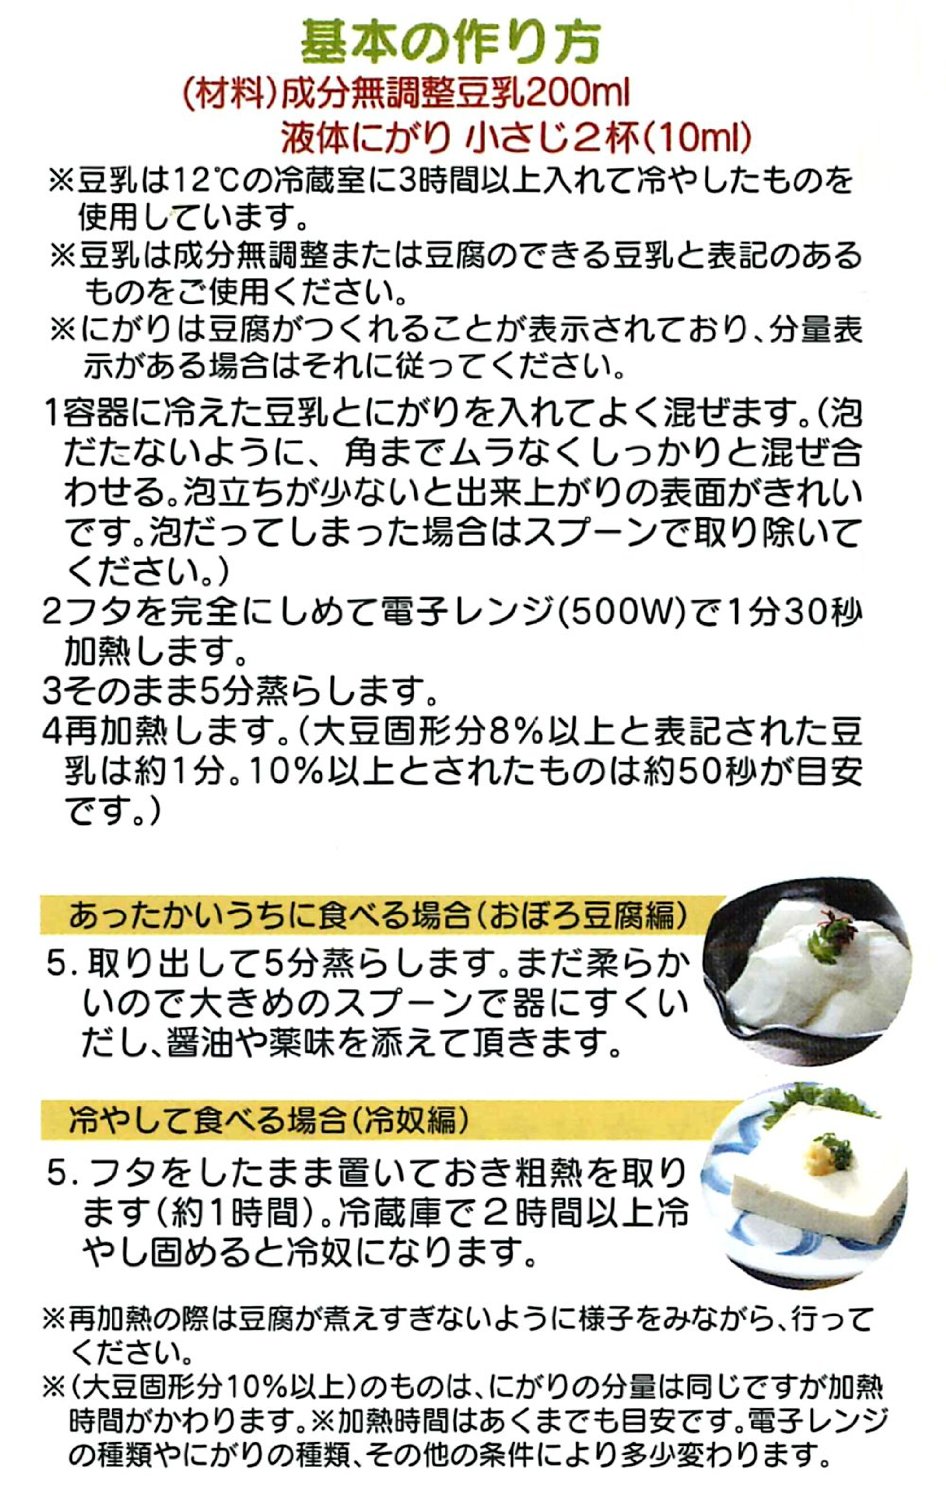 基本の作り方
(材料)成分無調整豆乳200ml
液体にがり 小さじ2杯(10ml)
※豆乳は12℃の冷蔵室に3時間以上入れて冷やしたものを
使用しています。
※豆乳は成分無調整または豆腐のできる豆乳と表記のある
ものをご使用ください。
※にがりは豆腐がつくれることが表示されており、分量表
示がある場合はそれに従ってください。
1容器に冷えた豆乳とにがりを入れてよく混ぜます。(泡
だたないように、角までムラなくしっかりと混ぜ合
わせる。泡立ちが少ないと出来上がりの表面がきれい
です。泡だってしまった場合はスプーンで取り除いて
ください。)
2フタを完全にしめて電子レンジ(500W)で1分30秒
加熱します。
3そのまま5分蒸らします。
4再加熱します。(大豆固形分8%以上と表記された豆
乳は約1分。10%以上とされたものは約50秒が目安
です。)
あったかいうちに食べる場合(おぼろ豆腐編)
5. 取り出して5分蒸らします。まだ柔らか
いので大きめのスプーンで器にすくい
だし、醤油や薬味を添えて頂きます。
冷やして食べる場合(冷奴編)
5. フタをしたまま置いておき粗熱を取り
ます(約1時間)。冷蔵庫で2時間以上冷
やし固めると冷奴になります。
※再加熱の際は豆腐が煮えすぎないように様子をみながら、行って
ください。
※(大豆固形分10%以上)のものは、にがりの分量は同じですが加熱
時間がかわります。※加熱時間はあくまでも目安です。電子レンジ
の種類やにがりの種類、その他の条件により多少変わります。